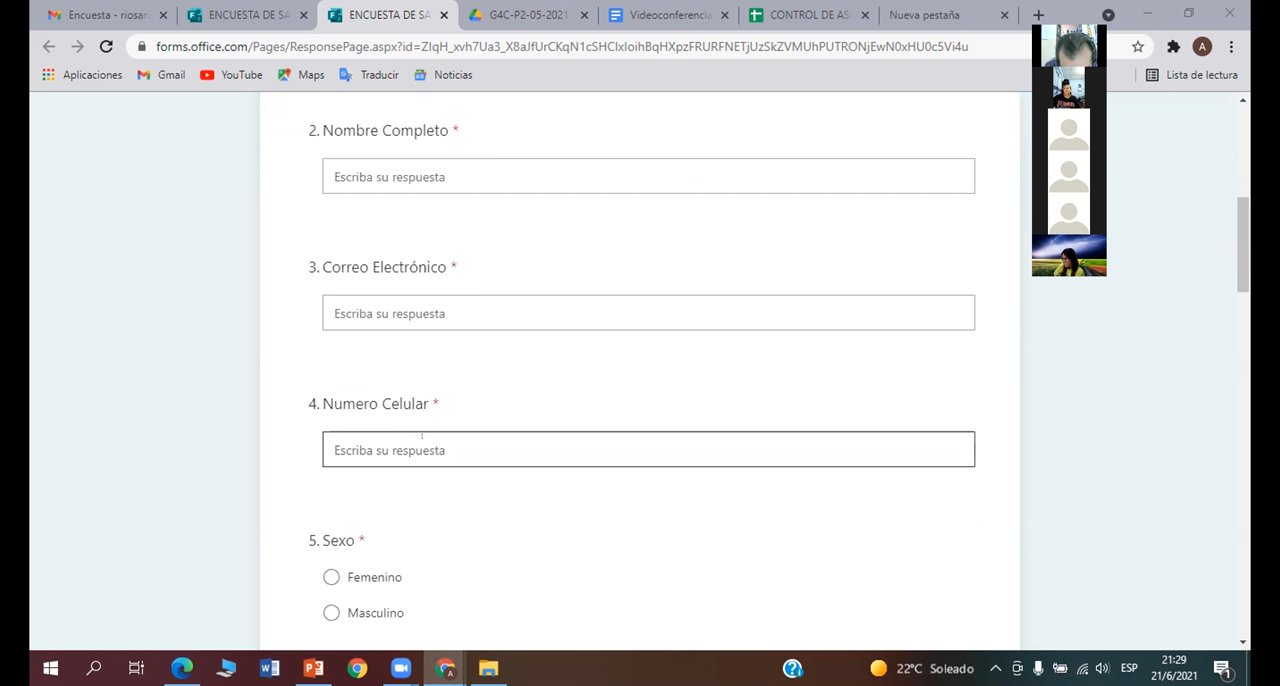 Encuesta - riosar
ENCUESTA DE SA
ENCUESTA DE SA
G4C-P2-05-2021
Videoconferencia
CONTROL DE AS
Nueva pestaña
forms.office.com/Pages/ResponsePage.aspx?id=ZIqH_xvh7Ua3_X8aJfUrCKqN1cSHClxIoihBqHXpzFRURFNETjUzSkZVMUhPUTRONjEwN0xHU0c5Vi4u
A
Aplicaciones
Gmail
YouTube
Maps
Traducir
Noticias
Lista de lectura
2. Nombre Completo *
Escriba su respuesta
3. Correo Electrónico *
Escriba su respuesta
4. Numero Celular *
Escriba su respuesta
5. Sexo *
Femenino
Masculino
22°C Soleado
ESP
21:29
21/6/2021
1